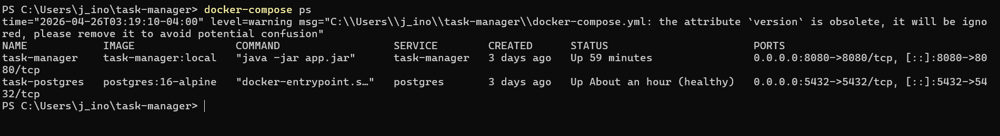 PS C:\Users\j_ino\task-manager> docker-compose ps
time="2026-04-26T03:19:10-04:00" level=warning msg="C:\\Users\\j_ino\\task-manager\\docker-compose.yml: the attribute `version` is obsolete, it will be igno
red, please remove it to avoid potential confusion"
NAME            IMAGE                COMMAND                  SERVICE        CREATED      STATUS                       PORTS
task-manager    task-manager:local   "java -jar app.jar"      task-manager   3 days ago   Up 59 minutes                0.0.0.0:8080->8080/tcp, [::]:8080->80
80/tcp
task-postgres   postgres:16-alpine   "docker-entrypoint.s…"   postgres       3 days ago   Up About an hour (healthy)   0.0.0.0:5432->5432/tcp, [::]:5432->54
32/tcp
PS C:\Users\j_ino\task-manager>